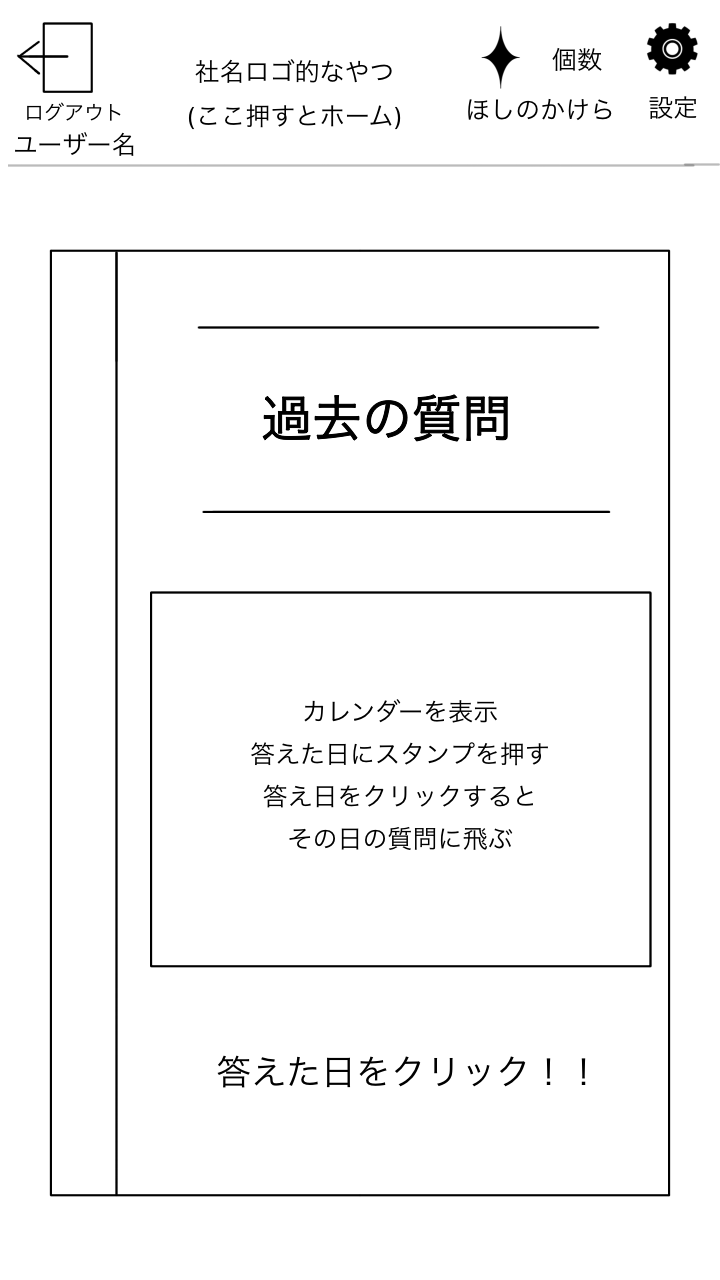 ログアウト
ユーザー名
社名ロゴ的なやつ
(ここ押すとホーム)
個数
ほしのかけら
設定
過去の質問
カレンダーを表示
答えた日にスタンプを押す
答え日をクリックすると
その日の質問に飛ぶ
答えた日をクリック！！